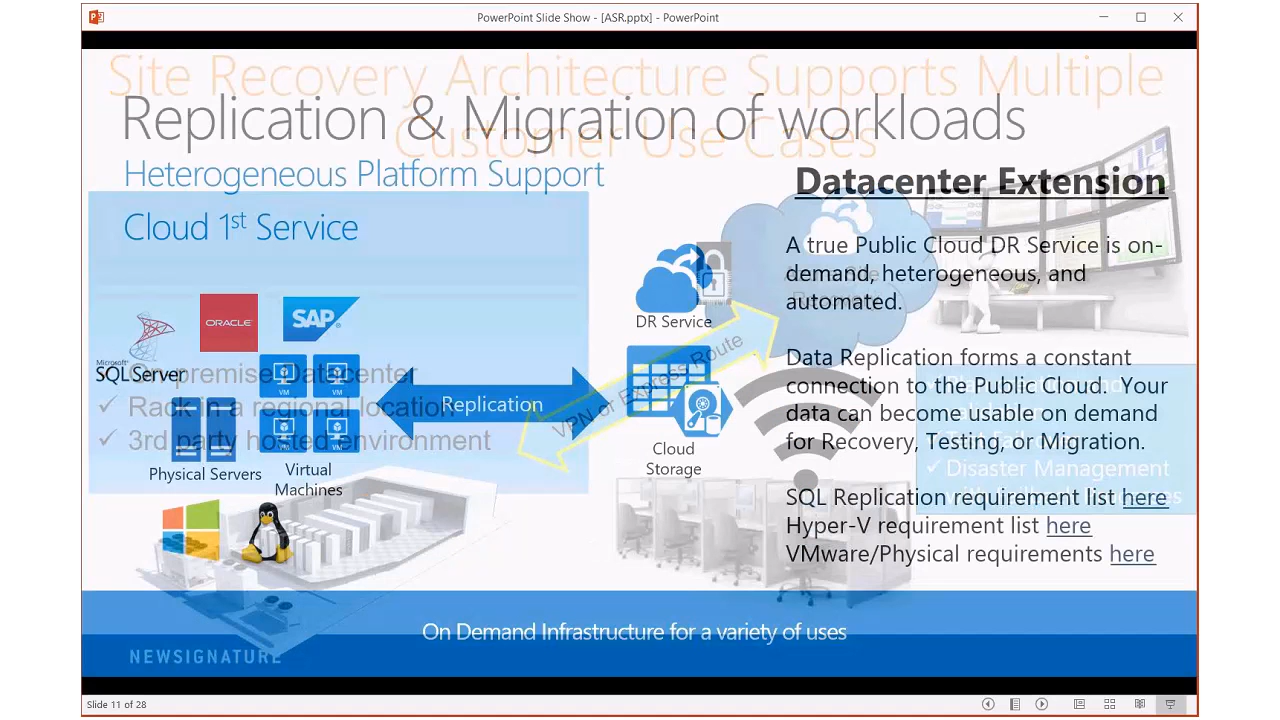 PowerPoint Slide Show - [ASR.pptx] - PowerPoint
Site Recovery Architecture Supports Multiple
Customer Use Cases
Replication & Migration of workloads
Heterogeneous Platform Support
Cloud 1st Service
ORACLE
SAP
Microsoft
SQL Server
On-premise Datacenter
✓ Rack in a regional location
✓ 3rd party hosted environment
VM
VM
VM
VM
Physical Servers
Virtual
Machines
Replication
VPN or Express Route
DR Service
Cloud
Storage
Datacenter Extension
A true Public Cloud DR Service is on-
demand, heterogeneous, and
automated.
Data Replication forms a constant
connection to the Public Cloud. Your
data can become usable on demand
for Recovery, Testing, or Migration.
✓ Disaster Management
SQL Replication requirement list here
Hyper-V requirement list here
VMware/Physical requirements here
On Demand Infrastructure for a variety of uses
NEWSIGNATURE
Slide 11 of 28